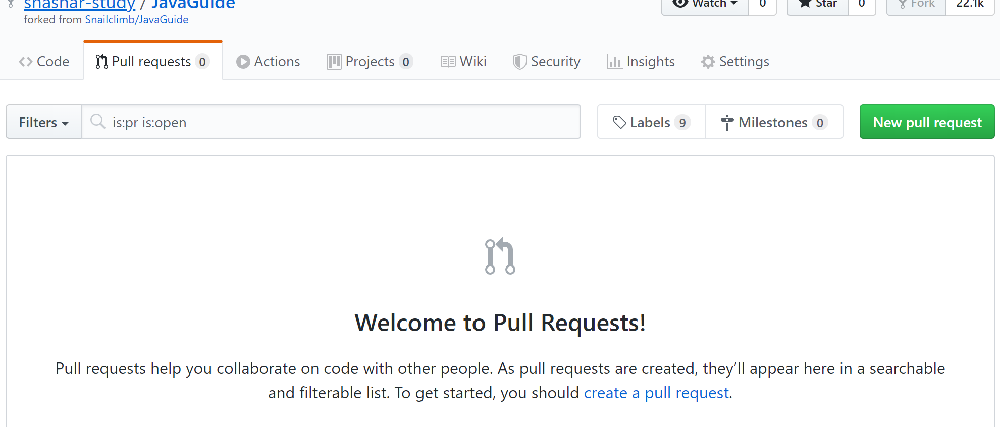 shashar-study / JavaGuide
Watch 0 Star 0 Fork 22.1k
forked from Snailclimb/JavaGuide
Code Pull requests 0 Actions Projects 0 Wiki Security Insights Settings
Filters is:pr is:open Labels 9 Milestones 0 New pull request
Welcome to Pull Requests!
Pull requests help you collaborate on code with other people. As pull requests are created, they’ll appear here in a searchable
and filterable list. To get started, you should create a pull request.